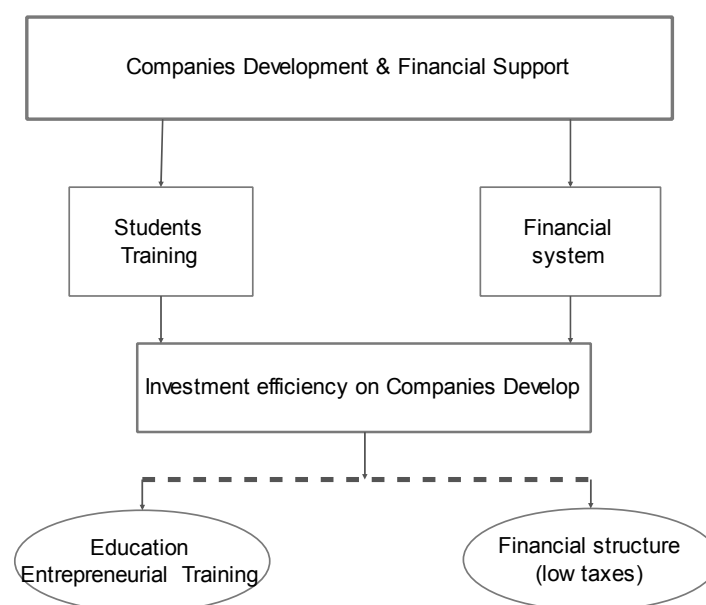 Companies Development & Financial Support
Students
Training
Financial
system
Investment efficiency on Companies Develop
Education
Entrepreneurial Training
Financial structure
(low taxes)